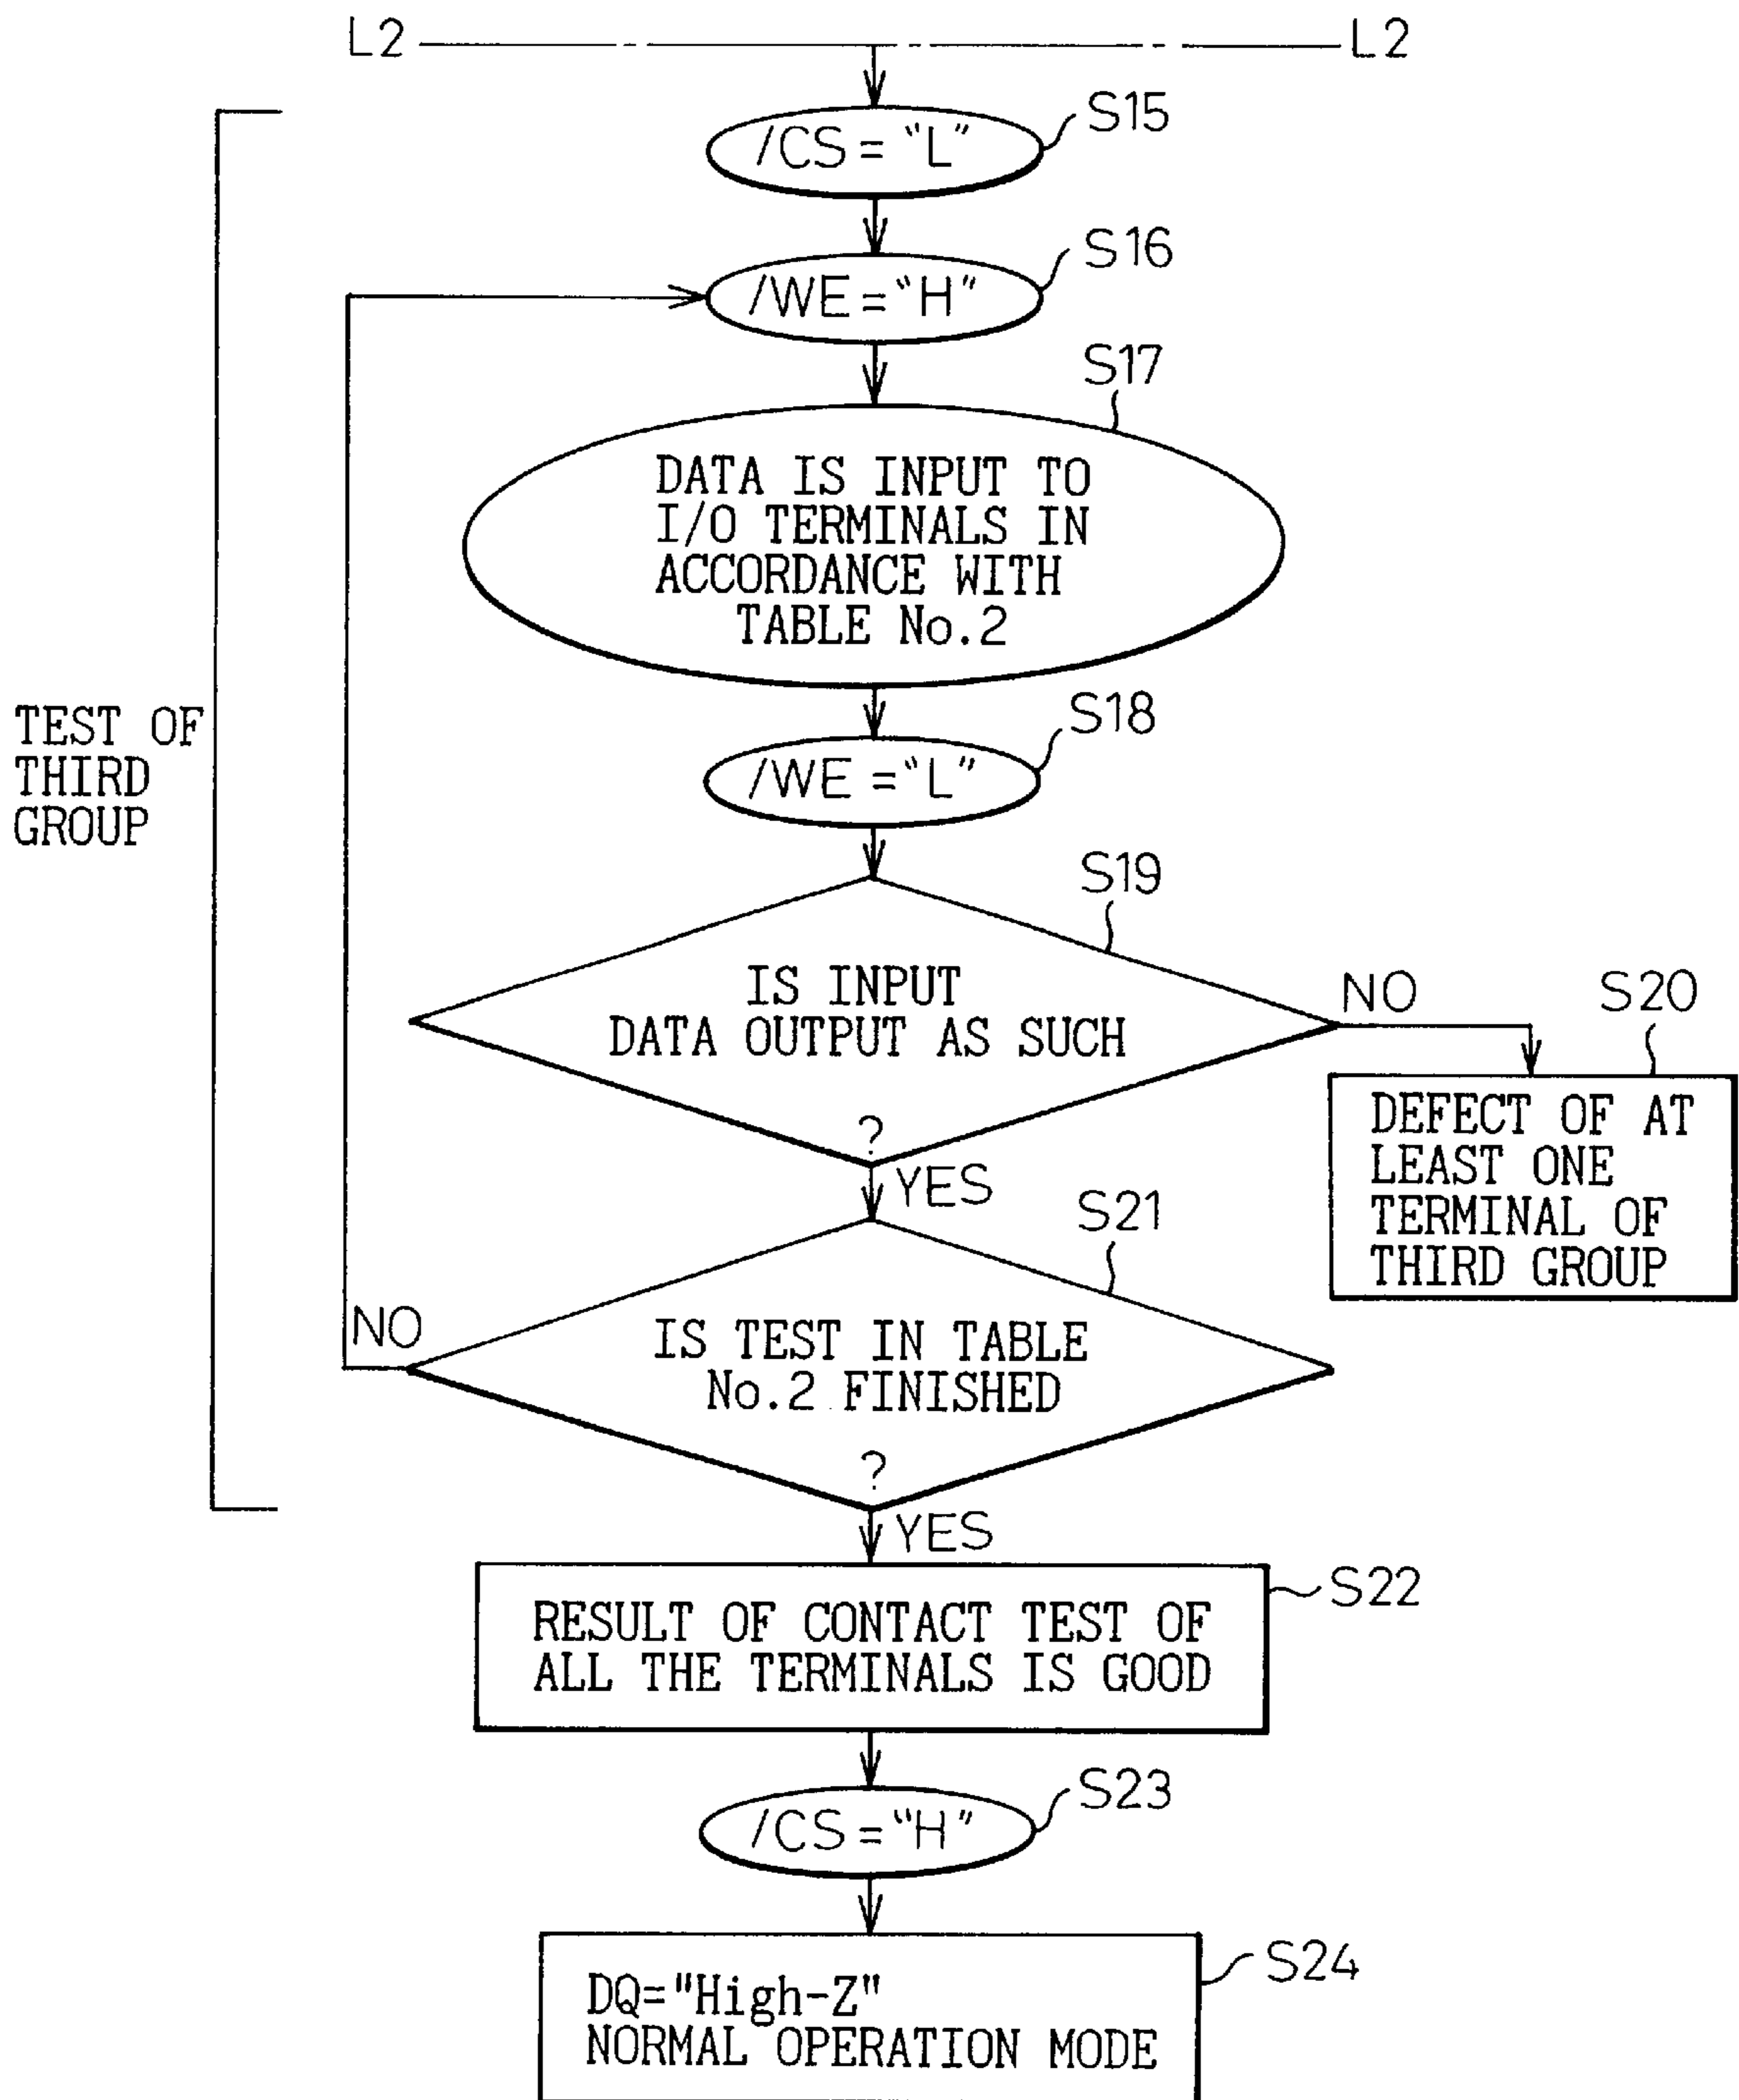 L2
L2
S15
/CS = "L"
S16
/WE = "H"
S17
DATA IS INPUT TO
I/O TERMINALS IN
ACCORDANCE WITH
TABLE No.2
S18
/WE = "L"
TEST OF
THIRD
GROUP
S19
IS INPUT
DATA OUTPUT AS SUCH
?
NO
S20
DEFECT OF AT
LEAST ONE
TERMINAL OF
THIRD GROUP
YES
S21
NO
IS TEST IN TABLE
No.2 FINISHED
?
YES
S22
RESULT OF CONTACT TEST OF
ALL THE TERMINALS IS GOOD
S23
/CS = "H"
S24
DQ="High-Z"
NORMAL OPERATION MODE